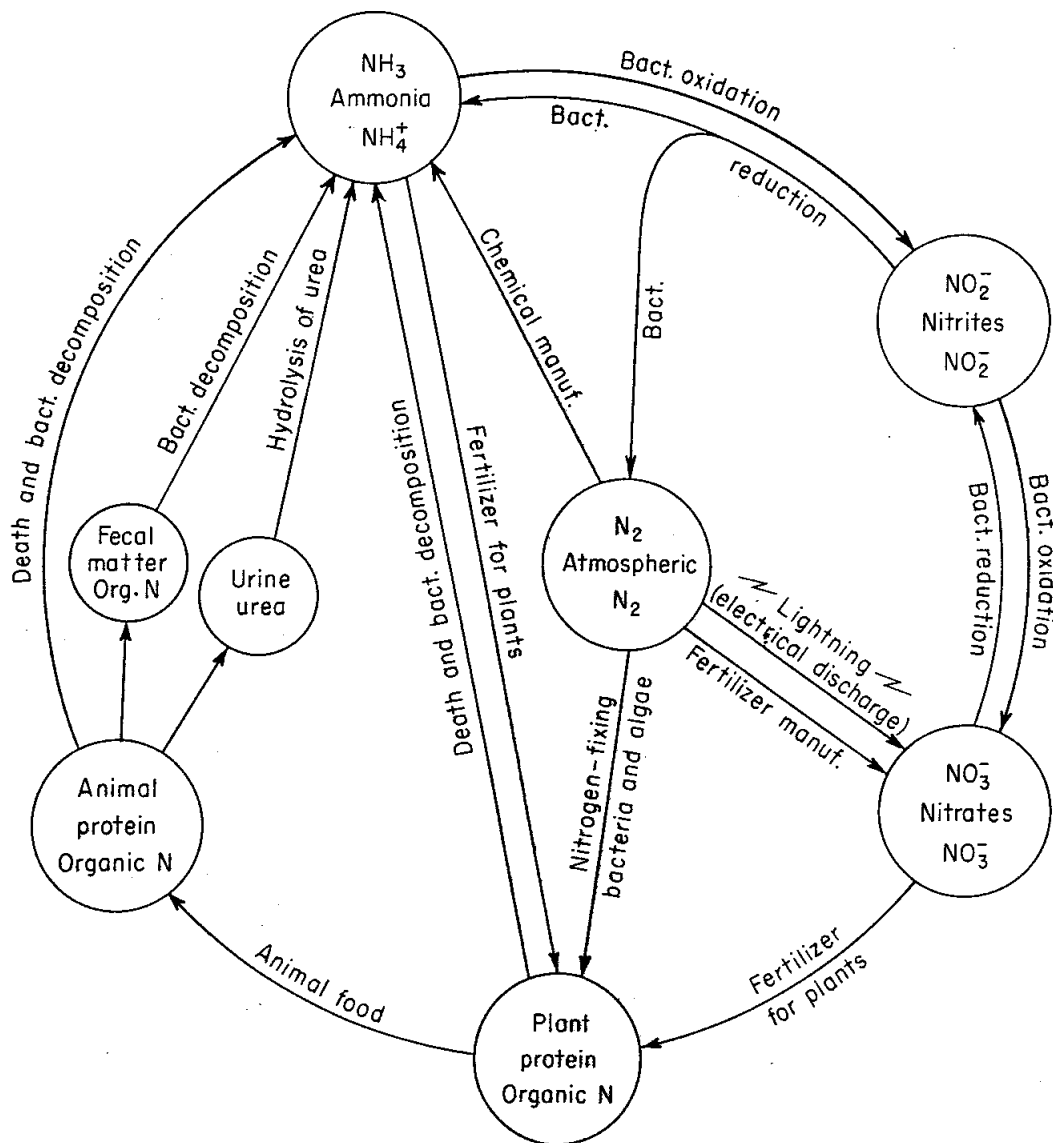 NH₃
Ammonia
NH₄⁺
Bact. oxidation
Bact.
reduction
Bact.
Chemical manuf.
NO₂⁻
Nitrites
NO₂⁻
Death and bact. decomposition
Bact. decomposition
Hydrolysis of urea
Death and bact. decomposition
Fertilizer for plants
Bact. reduction
Bact. oxidation
Fecal
matter
Org. N
Urine
urea
N₂
Atmospheric
N₂
Lightning
(electrical discharge)
Fertilizer manuf.
Nitrogen-fixing
bacteria and algae
NO₃⁻
Nitrates
NO₃⁻
Animal
protein
Organic N
Animal food
Fertilizer
for plants
Plant
protein
Organic N